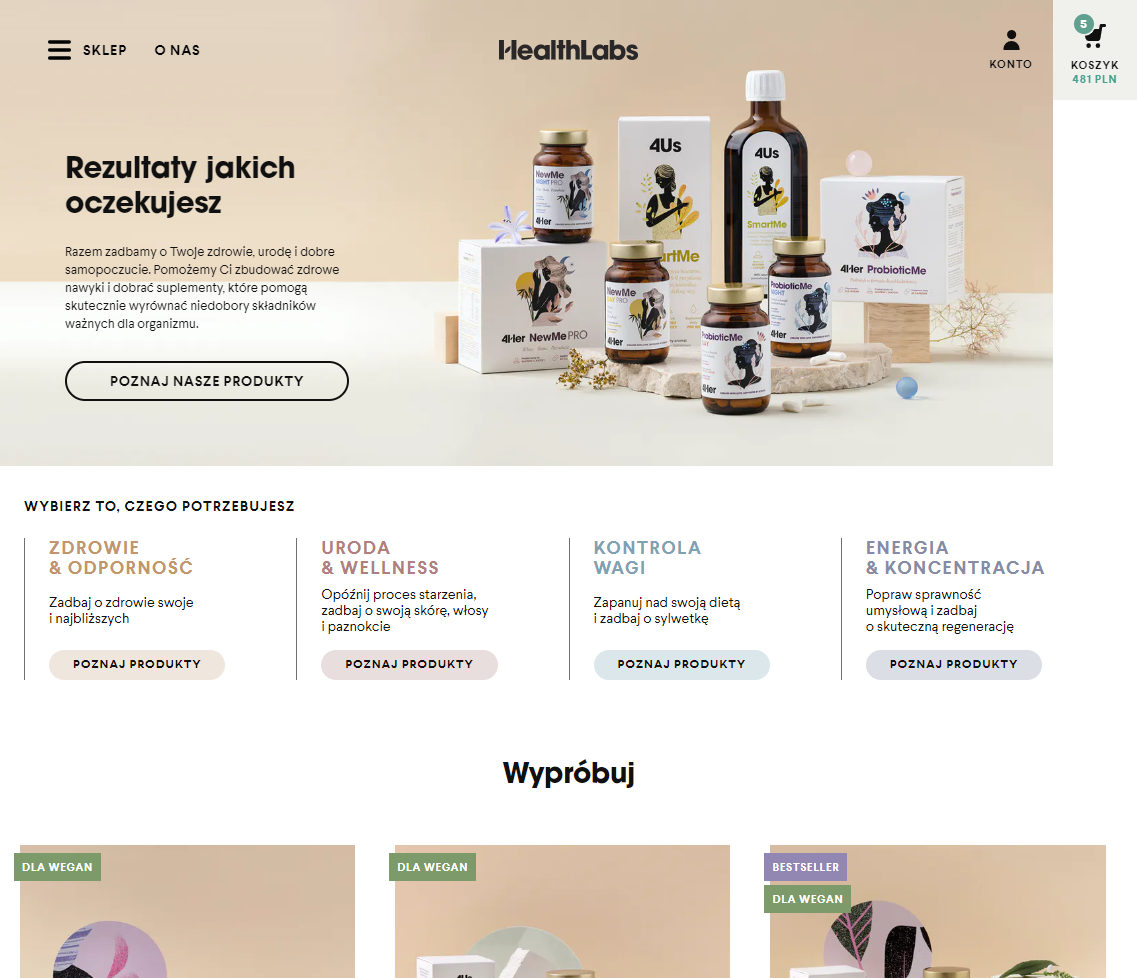 SKLEP
O NAS
HealthLabs
KONTO
5
KOSZYK
481 PLN
Rezultaty jakich
oczekujesz
Razem zadbamy o Twoje zdrowie, urodę i dobre
samopoczucie. Pomożemy Ci zbudować zdrowe
nawyki i dobrać suplementy, które pomogą
skutecznie wyrównać niedobory składników
ważnych dla organizmu.
POZNAJ NASZE PRODUKTY
NewMe
NIGHT PRO
4Her
4Us
4Us
SmartMe
4Her ProbioticMe
4Her NewMe PRO
NewMe
DAY PRO
4Her
ProbioticMe
NIGHT
4Her
ProbioticMe
DAY
4Her
WYBIERZ TO, CZEGO POTRZEBUJESZ
ZDROWIE
& ODPORNOŚĆ
Zadbaj o zdrowie swoje
i najbliższych
POZNAJ PRODUKTY
URODA
& WELLNESS
Opóźnij proces starzenia,
zadbaj o swoją skórę, włosy
i paznokcie
POZNAJ PRODUKTY
KONTROLA
WAGI
Zapanuj nad swoją dietą
i zadbaj o sylwetkę
POZNAJ PRODUKTY
ENERGIA
& KONCENTRACJA
Popraw sprawność
umysłową i zadbaj
o skuteczną regenerację
POZNAJ PRODUKTY
Wypróbuj
DLA WEGAN
DLA WEGAN
BESTSELLER
DLA WEGAN